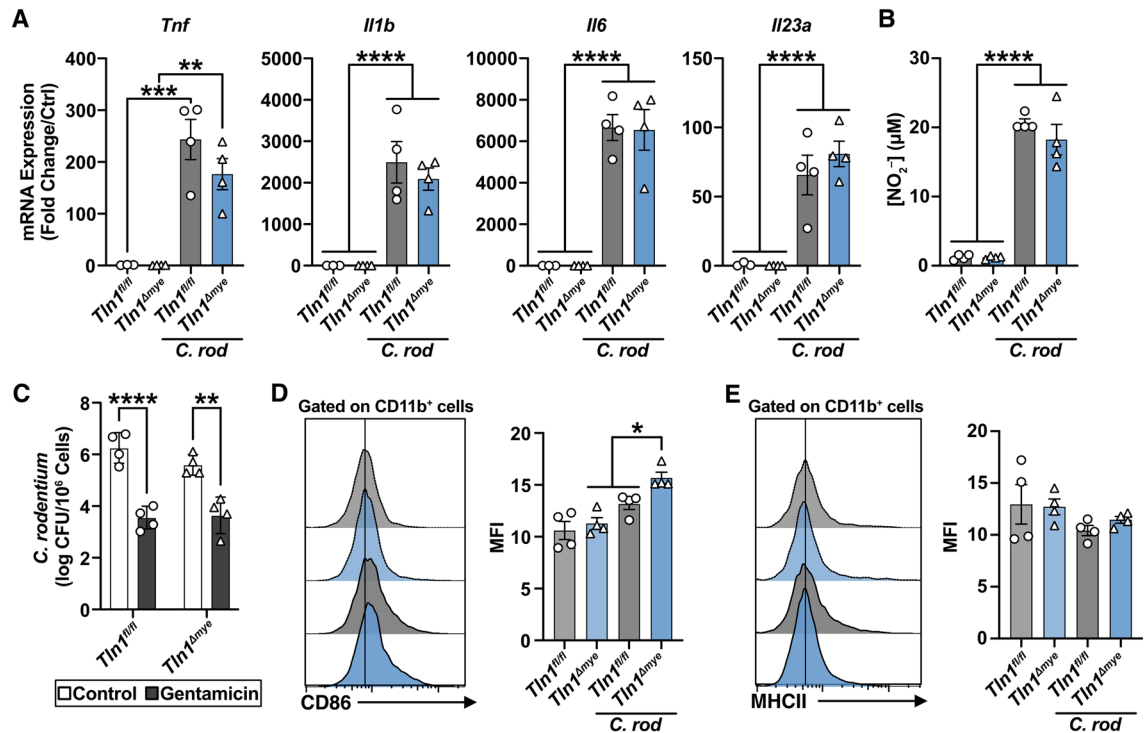 A
Tnf
Il1b
Il6
Il23a
B
mRNA Expression
(Fold Change/Ctrl)
400
300
200
100
0
** 
***
Tln1fl/fl
Tln1Δmye
Tln1fl/fl
Tln1Δmye
C. rod
5000
4000
3000
2000
1000
0
****
Tln1fl/fl
Tln1Δmye
Tln1fl/fl
Tln1Δmye
C. rod
10000
8000
6000
4000
2000
0
****
Tln1fl/fl
Tln1Δmye
Tln1fl/fl
Tln1Δmye
C. rod
150
100
50
0
****
Tln1fl/fl
Tln1Δmye
Tln1fl/fl
Tln1Δmye
C. rod
[NO2−] (µM)
30
20
10
0
****
Tln1fl/fl
Tln1Δmye
Tln1fl/fl
Tln1Δmye
C. rod
C
C. rodentium
(log CFU/10⁶ Cells)
8
6
4
2
0
****
**
Tln1fl/fl
Tln1Δmye
Control
Gentamicin
D
Gated on CD11b⁺ cells
CD86
MFI
20
15
10
5
0
*
Tln1fl/fl
Tln1Δmye
Tln1fl/fl
Tln1Δmye
C. rod
E
Gated on CD11b⁺ cells
MHCII
MFI
20
15
10
5
0
Tln1fl/fl
Tln1Δmye
Tln1fl/fl
Tln1Δmye
C. rod